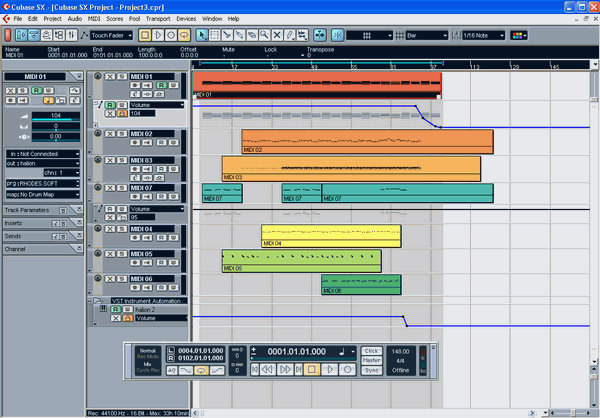 Cubase SX - [Cubase SX Project - Project3.cpr]
File Edit Project Audio MIDI Scores Pool Transport Devices Window (1) Help
Touch Fader Bar 1/16 Note
Name Start End Length Offset Mute Lock Transpose
MIDI 01 0001.01.01.000 0101.01.01.000 100.0.0.0 0.0.0.0 - - 0
17 33 49 65 81 97 113 129 145
MIDI 01
104
0
0.00
in : Not Connected
out : halion
chn : 1
prg: RHODES.SOFT
map: No Drum Map
Track Parameters
Inserts
Sends
Channel
MIDI 01
Volume
104
MIDI 02
MIDI 03
MIDI 07
Volume
95
MIDI 04
MIDI 05
MIDI 06
VST Instrument Automation
halion 2
Volume
MIDI 01
MIDI 02
MIDI 03
MIDI 07 MIDI 07 MIDI 07
MIDI 04
MIDI 05
MIDI 06
Normal
Rec Mode
Mix
Cycle Rec
L 0004.01.01.000
R 0102.01.01.000
0001.01.01.000
Click
Master
Sync
148.00
4/4
Offline
Rec: 44100 Hz - 16 Bit - Max: 33h 10min